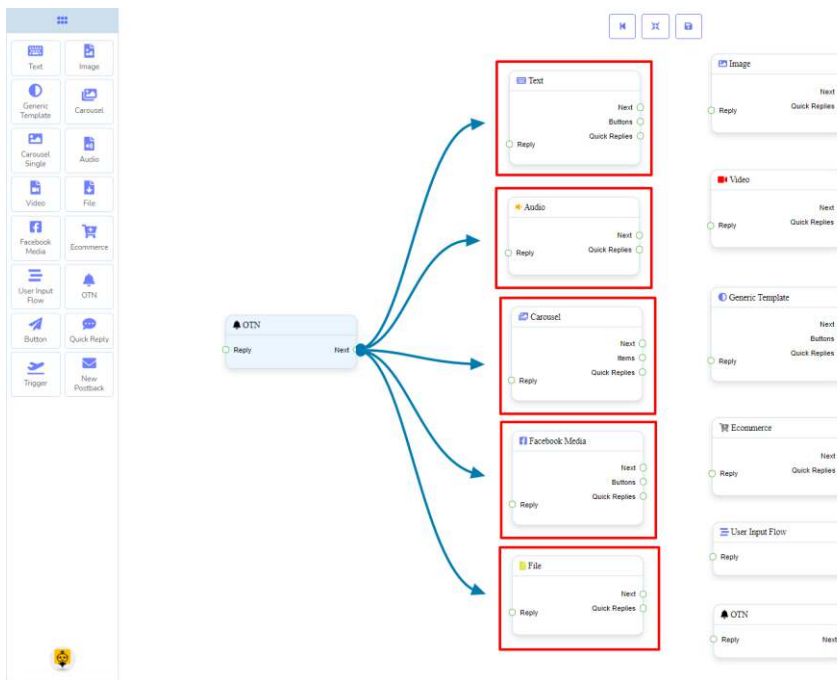 Text
Image
Generic
Template
Carousel
Carousel
Single
Audio
Video
File
Facebook
Media
Ecommerce
User Input
Flow
OTN
Button
Quick Reply
Trigger
New
Postback
OTN
Reply
Next
Text
Next
Buttons
Quick Replies
Reply
Audio
Next
Quick Replies
Reply
Carousel
Next
Items
Quick Replies
Reply
Facebook Media
Next
Buttons
Quick Replies
Reply
File
Next
Quick Replies
Reply
Image
Next
Quick Replies
Reply
Video
Next
Quick Replies
Reply
Generic Template
Next
Buttons
Quick Replies
Reply
Ecommerce
Next
Quick Replies
Reply
User Input Flow
Reply
OTN
Reply
Next